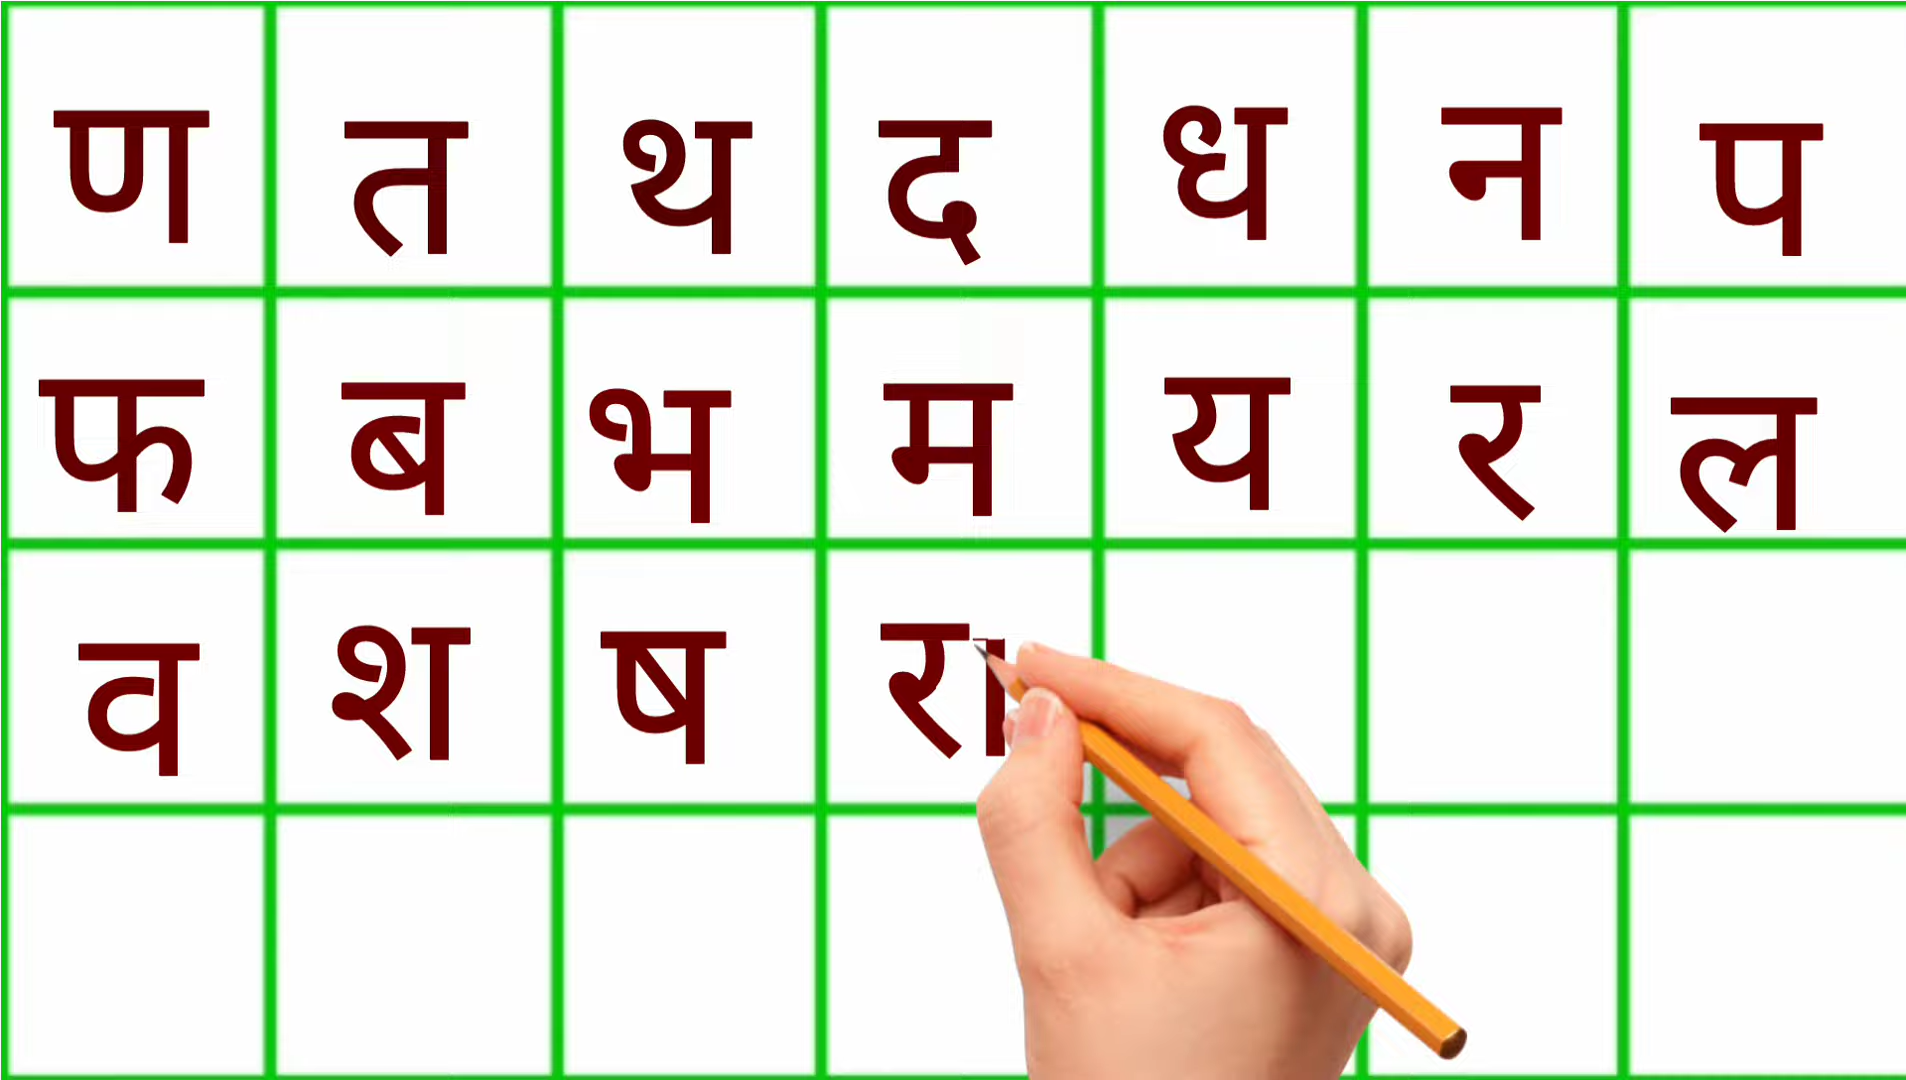 ण त थ द ध न प
फ ब भ म य र ल
व श ष रा